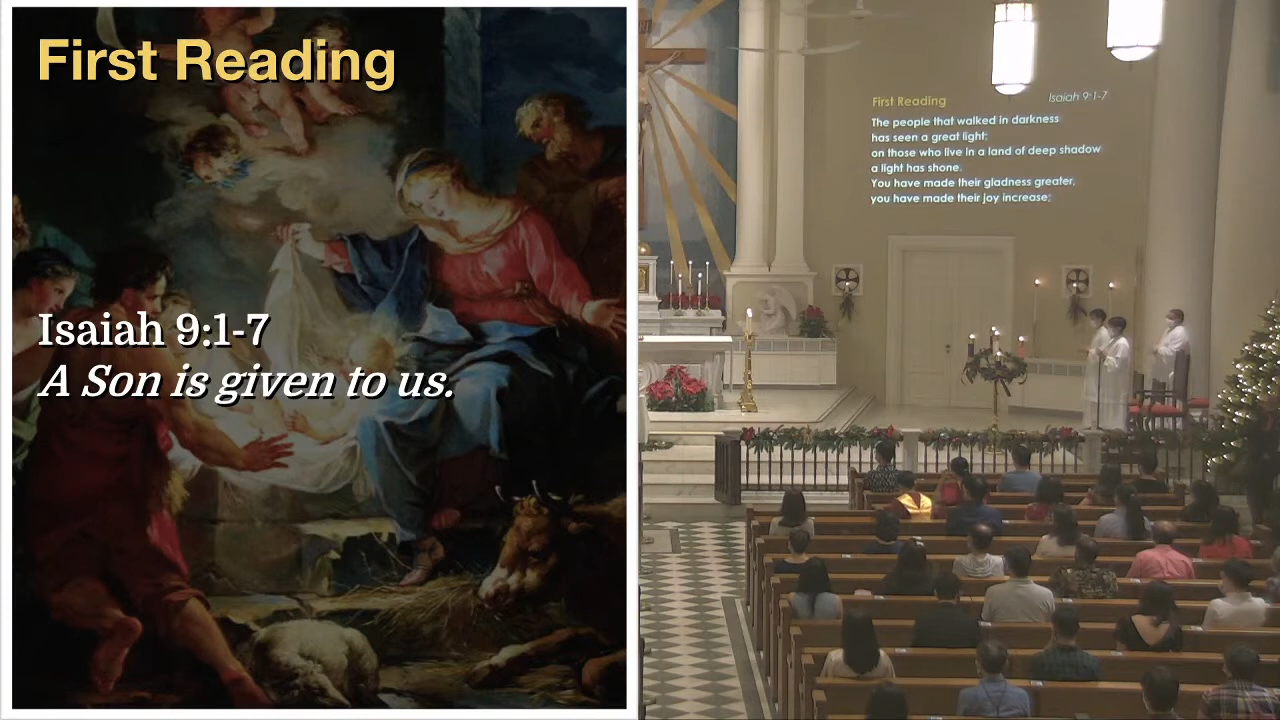 First Reading
Isaiah 9:1-7
A Son is given to us.
First Reading
Isaiah 9:1-7
The people that walked in darkness
has seen a great light;
on those who live in a land of deep shadow
a light has shone.
You have made their gladness greater,
you have made their joy increase;